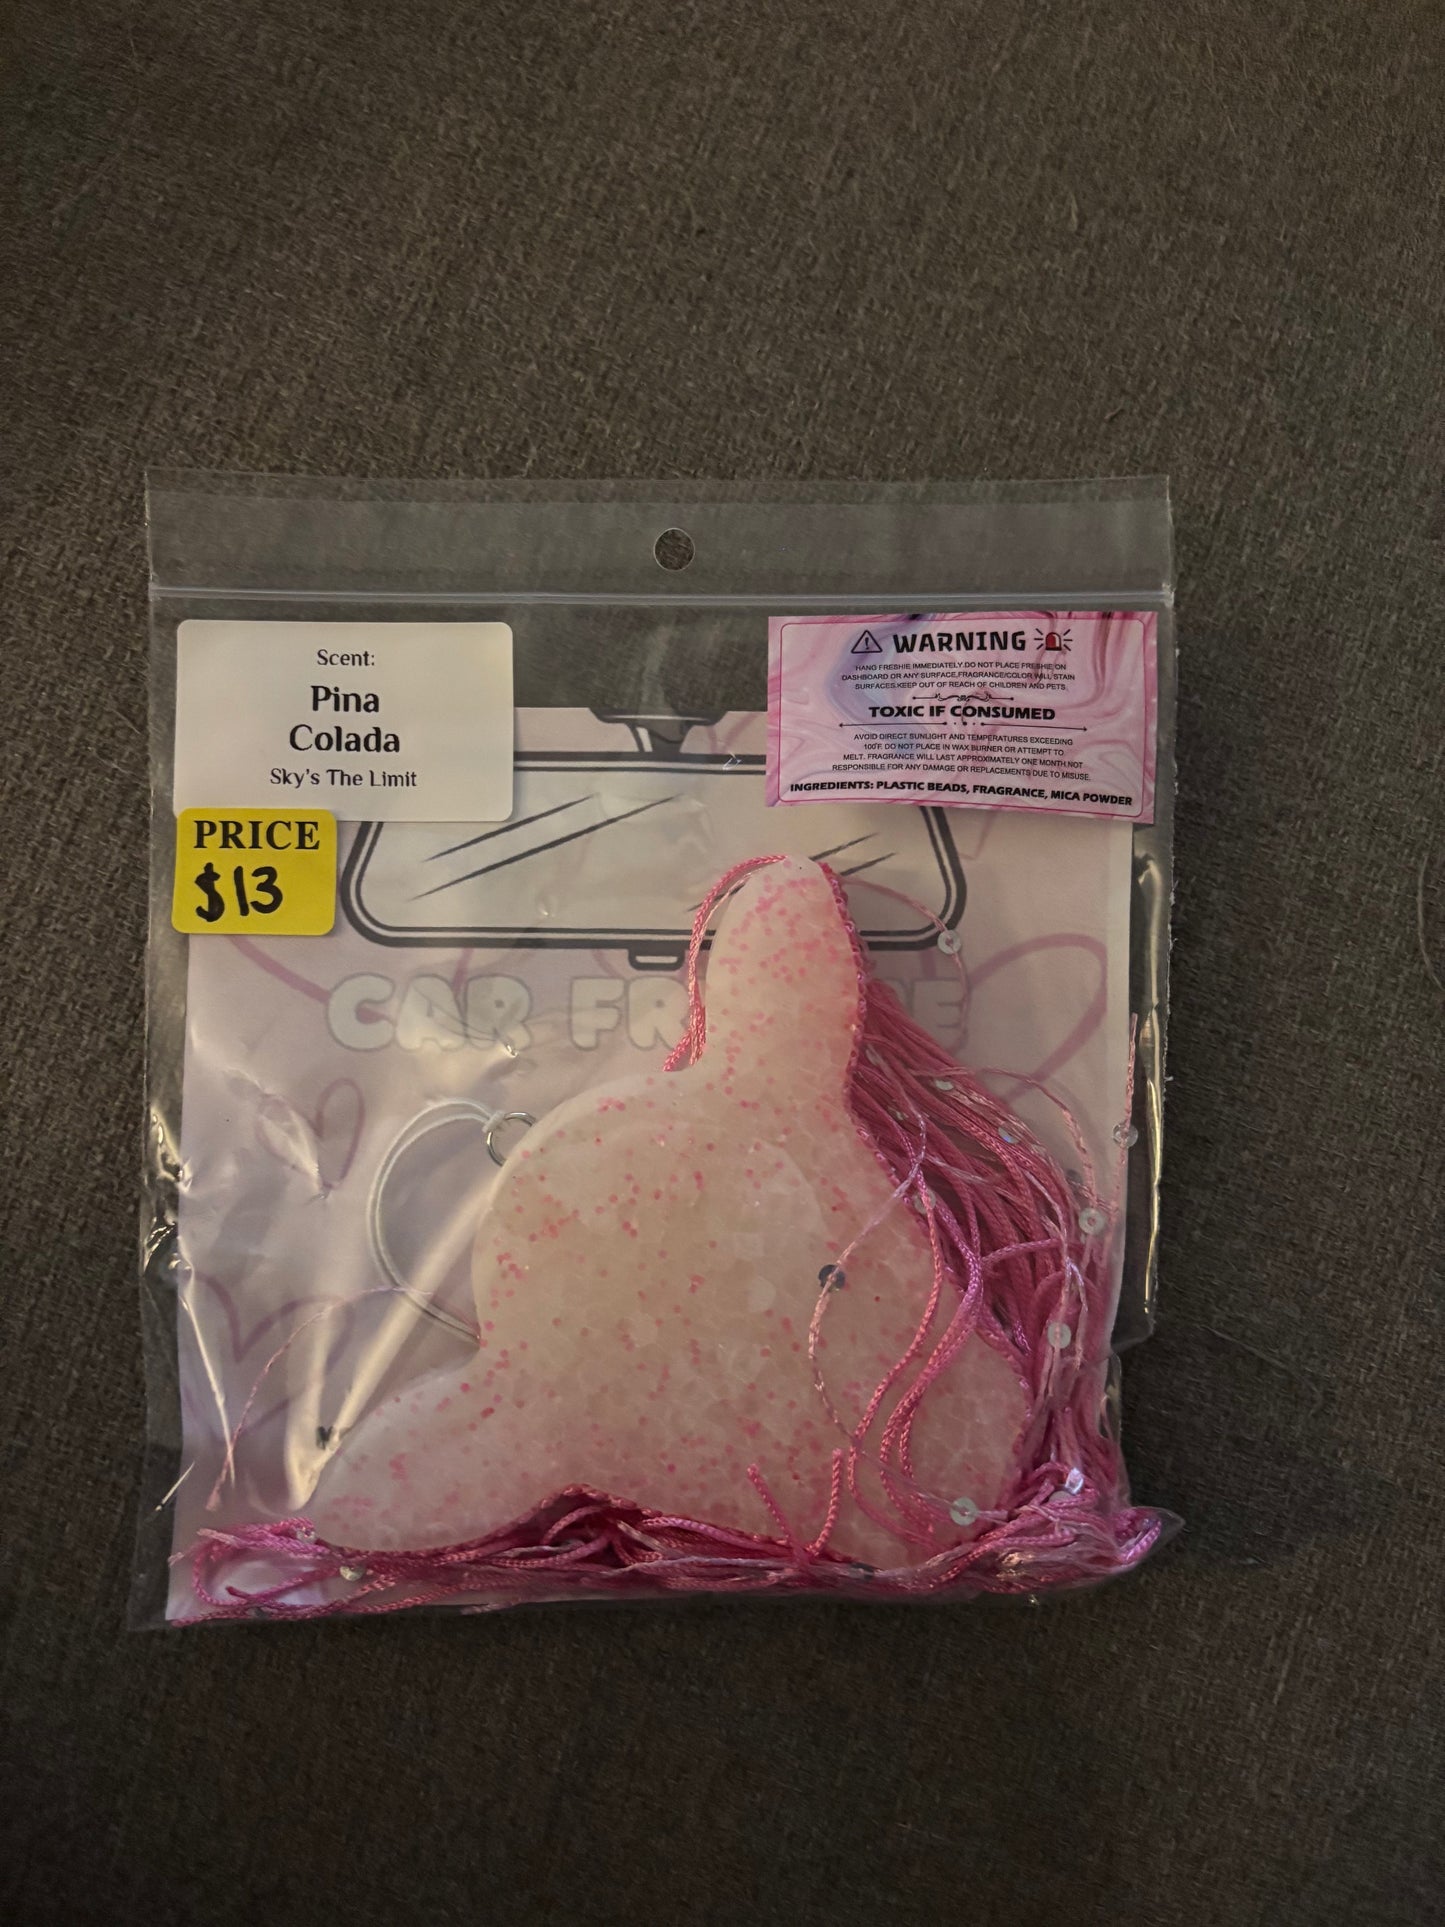 Scent:
Pina
Colada
Sky's The Limit
PRICE
$13
WARNING
HANG FRESHIE IMMEDIATELY.DO NOT PLACE FRESHIE ON
DASHBOARD OR ANY SURFACE,FRAGRANCE/COLOR WILL STAIN
SURFACES.KEEP OUT OF REACH OF CHILDREN AND PETS
TOXIC IF CONSUMED
AVOID DIRECT SUNLIGHT AND TEMPERATURES EXCEEDING
100°F. DO NOT PLACE IN WAX BURNER OR ATTEMPT TO
MELT. FRAGRANCE WILL LAST APPROXIMATELY ONE MONTH.NOT
RESPONSIBLE FOR ANY DAMAGE OR REPLACEMENTS DUE TO MISUSE.
INGREDIENTS: PLASTIC BEADS, FRAGRANCE, MICA POWDER
CAR